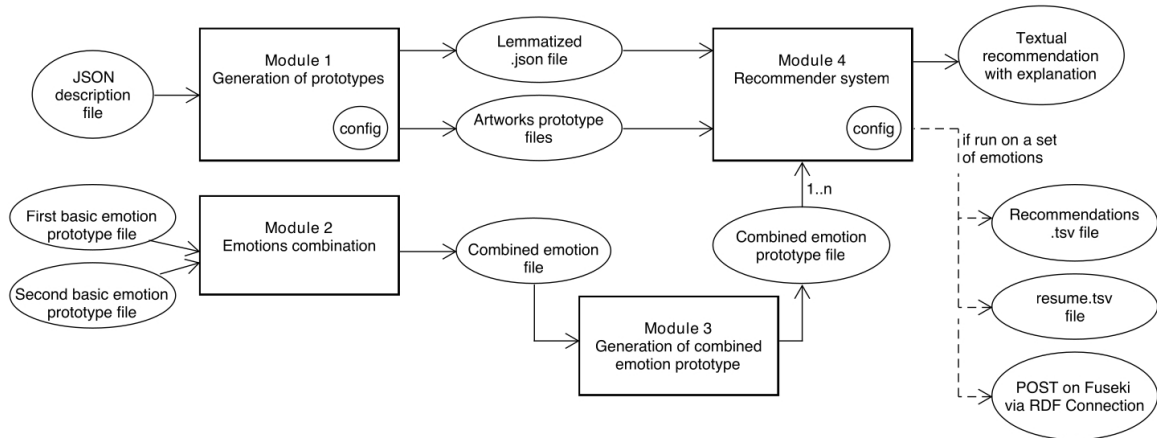 JSON
description
file
Module 1
Generation of prototypes
config
Lemmatized
.json file
Artworks prototype
files
Module 4
Recommender system
config
Textual
recommendation
with explanation
if run on a set
of emotions
1..n
First basic emotion
prototype file
Second basic emotion
prototype file
Module 2
Emotions combination
Combined emotion
file
Module 3
Generation of combined
emotion prototype
Combined emotion
prototype file
Recommendations
.tsv file
resume.tsv
file
POST on Fuseki
via RDF Connection